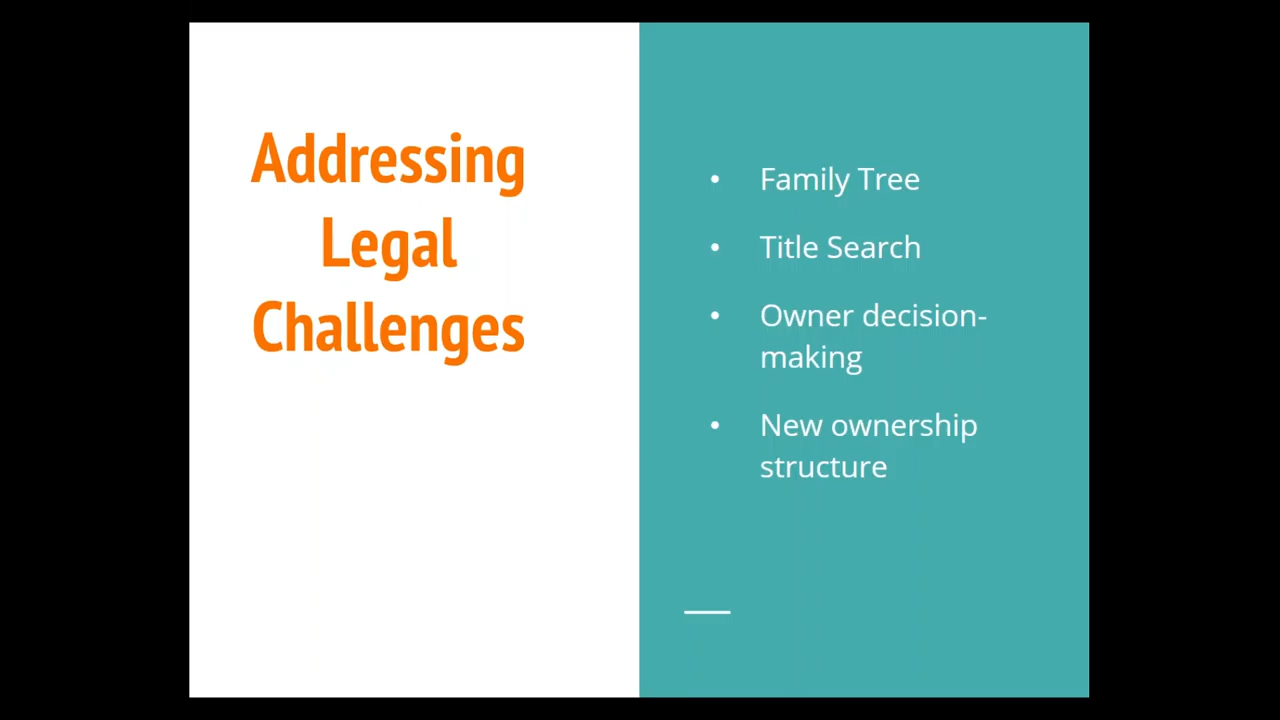 Addressing
Legal
Challenges
• Family Tree
• Title Search
• Owner decision-
making
• New ownership
structure